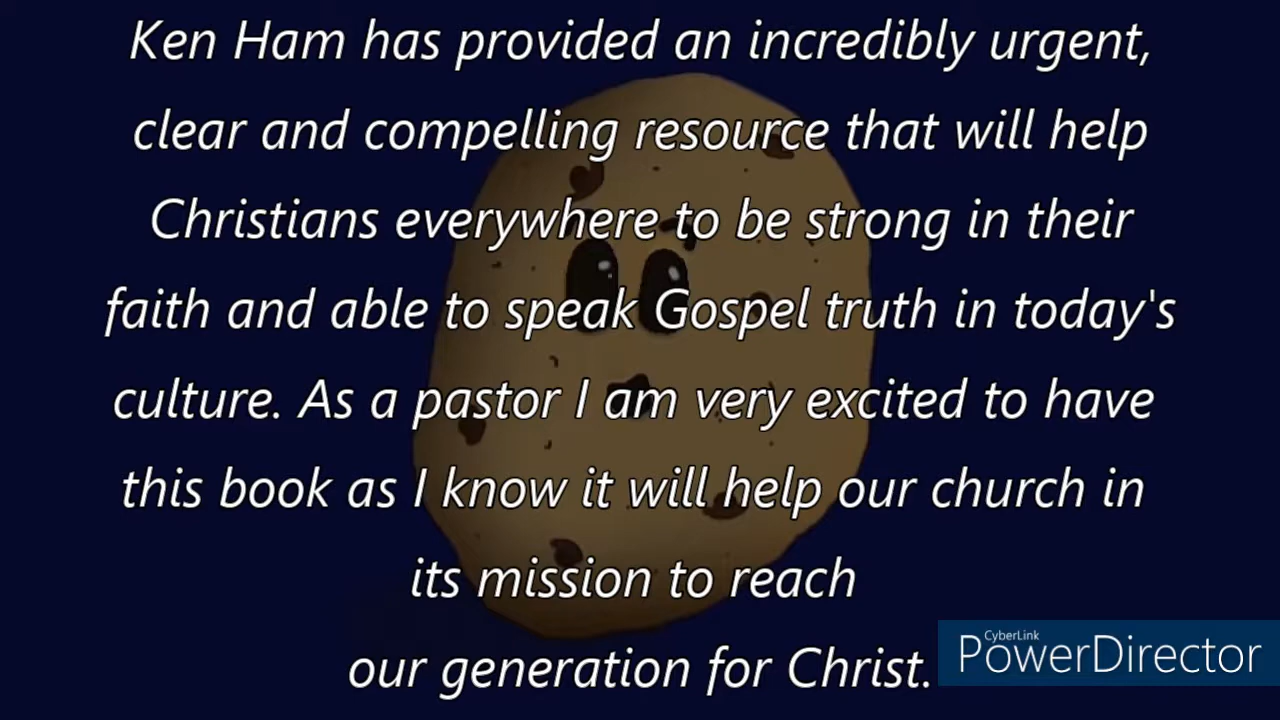 Ken Ham has provided an incredibly urgent,
clear and compelling resource that will help
Christians everywhere to be strong in their
faith and able to speak Gospel truth in today's
culture. As a pastor I am very excited to have
this book as I know it will help our church in
its mission to reach
our generation for Christ.
CyberLink
PowerDirector